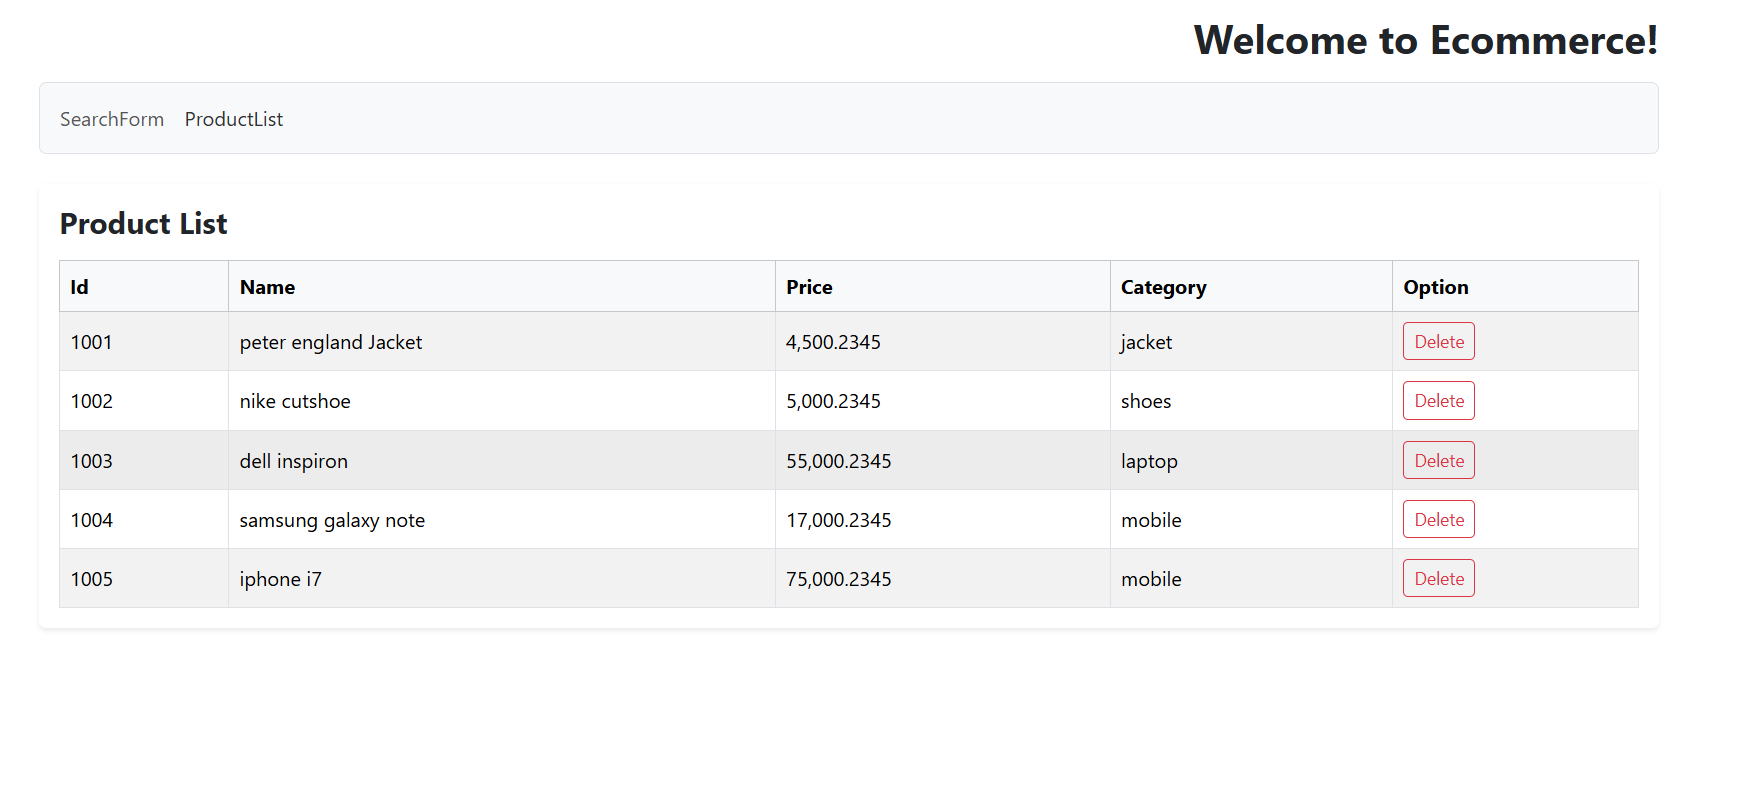 Welcome to Ecommerce!
SearchForm ProductList
Product List
Id Name Price Category Option
1001 peter england Jacket 4,500.2345 jacket Delete
1002 nike cutshoe 5,000.2345 shoes Delete
1003 dell inspiron 55,000.2345 laptop Delete
1004 samsung galaxy note 17,000.2345 mobile Delete
1005 iphone i7 75,000.2345 mobile Delete